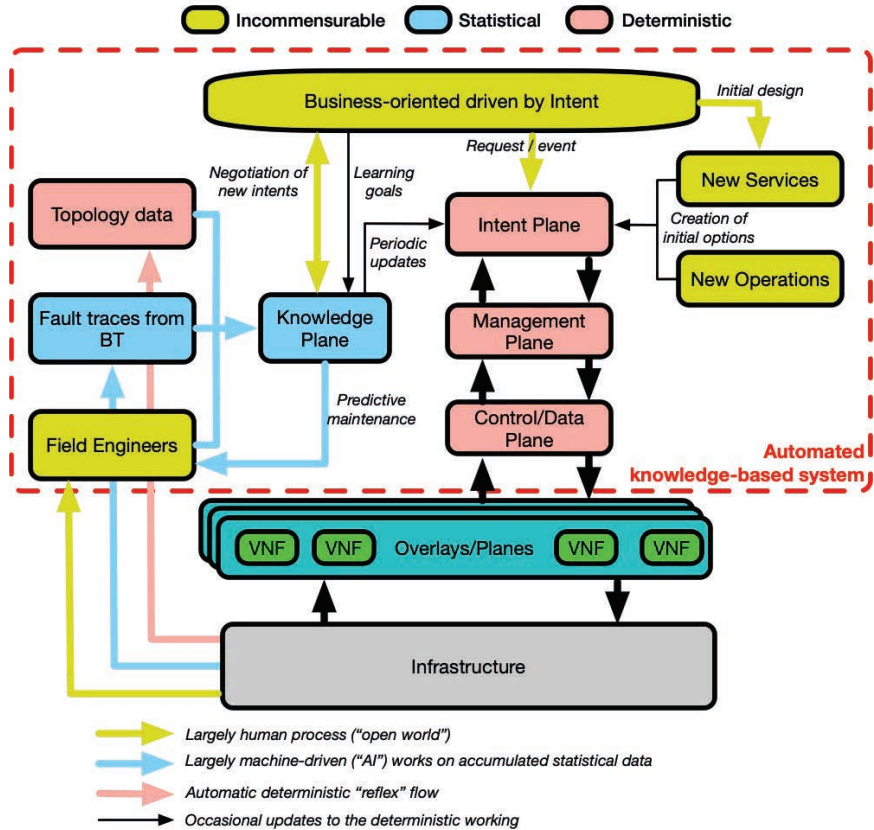 Incommensurable
Statistical
Deterministic
Business-oriented driven by Intent
Initial design
Request / event
Negotiation of
new intents
Learning
goals
Topology data
New Services
Intent Plane
Creation of
initial options
Periodic
updates
New Operations
Fault traces from
BT
Knowledge
Plane
Management
Plane
Predictive
maintenance
Field Engineers
Control/Data
Plane
Automated
knowledge-based system
VNF
VNF
Overlays/Planes
VNF
VNF
Infrastructure
Largely human process (“open world”)
Largely machine-driven (“AI”) works on accumulated statistical data
Automatic deterministic “reflex” flow
Occasional updates to the deterministic working